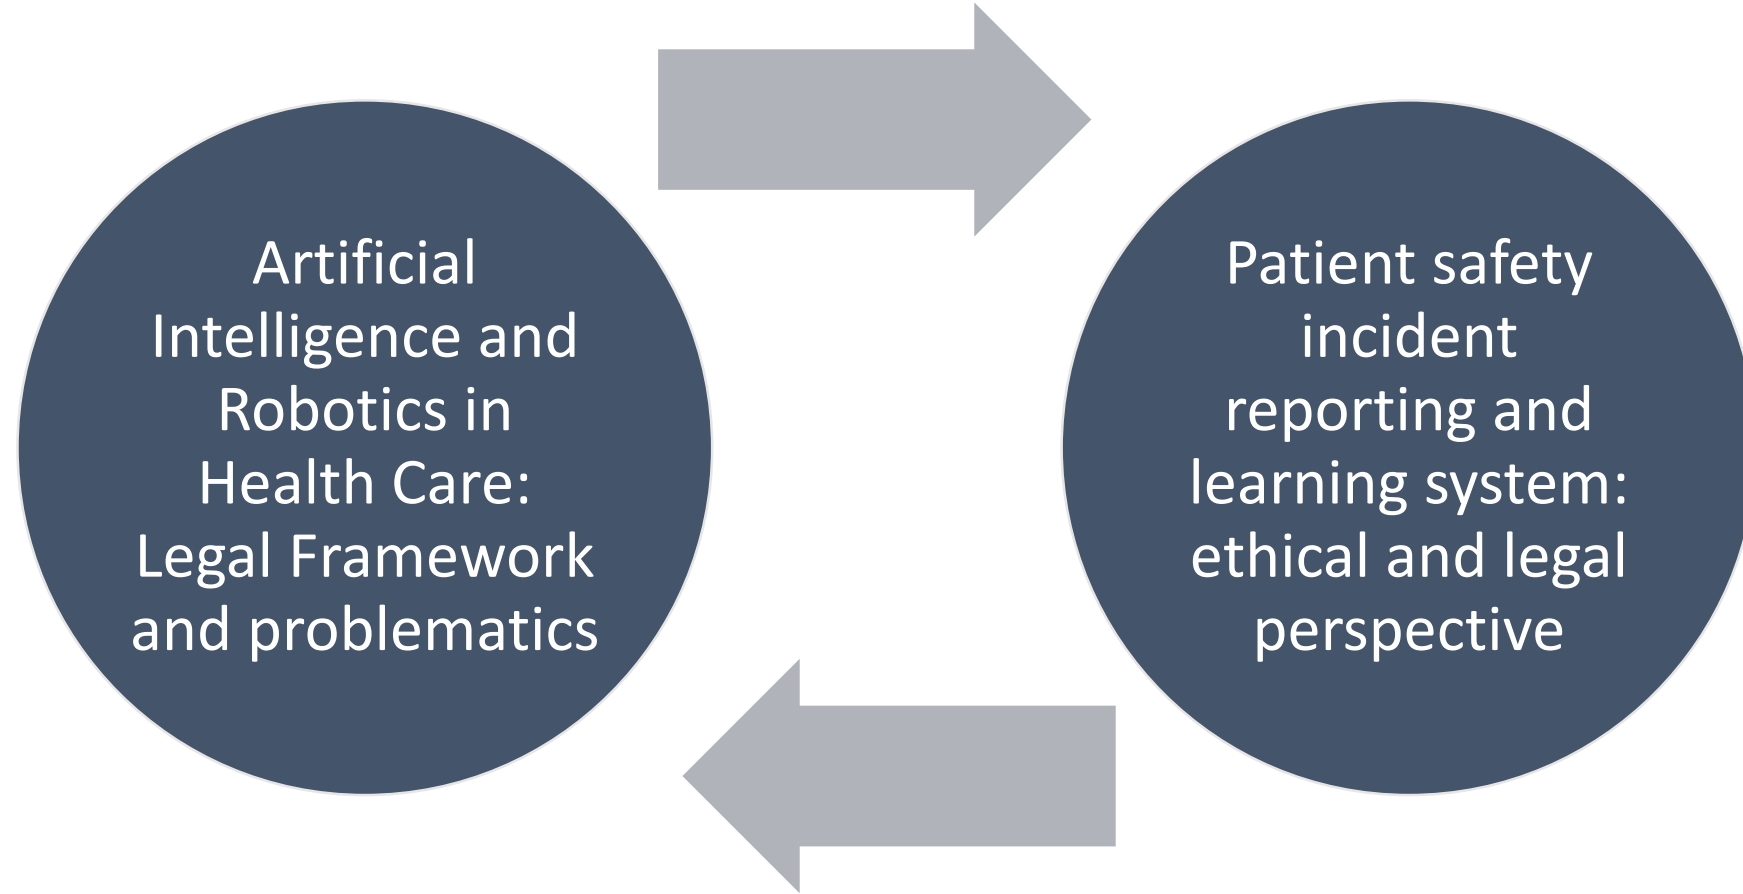 Artificial
Intelligence and
Robotics in
Health Care:
Legal Framework
and problematics
Patient safety
incident
reporting and
learning system:
ethical and legal
perspective